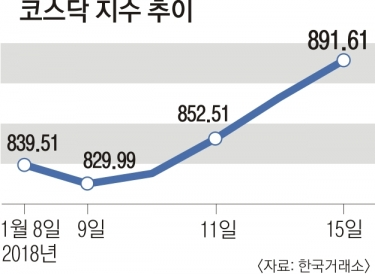 코스닥 지수 추이
891.61
852.51
839.51
829.99
1월 8일 9일 11일 15일
2018년
〈자료: 한국거래소〉